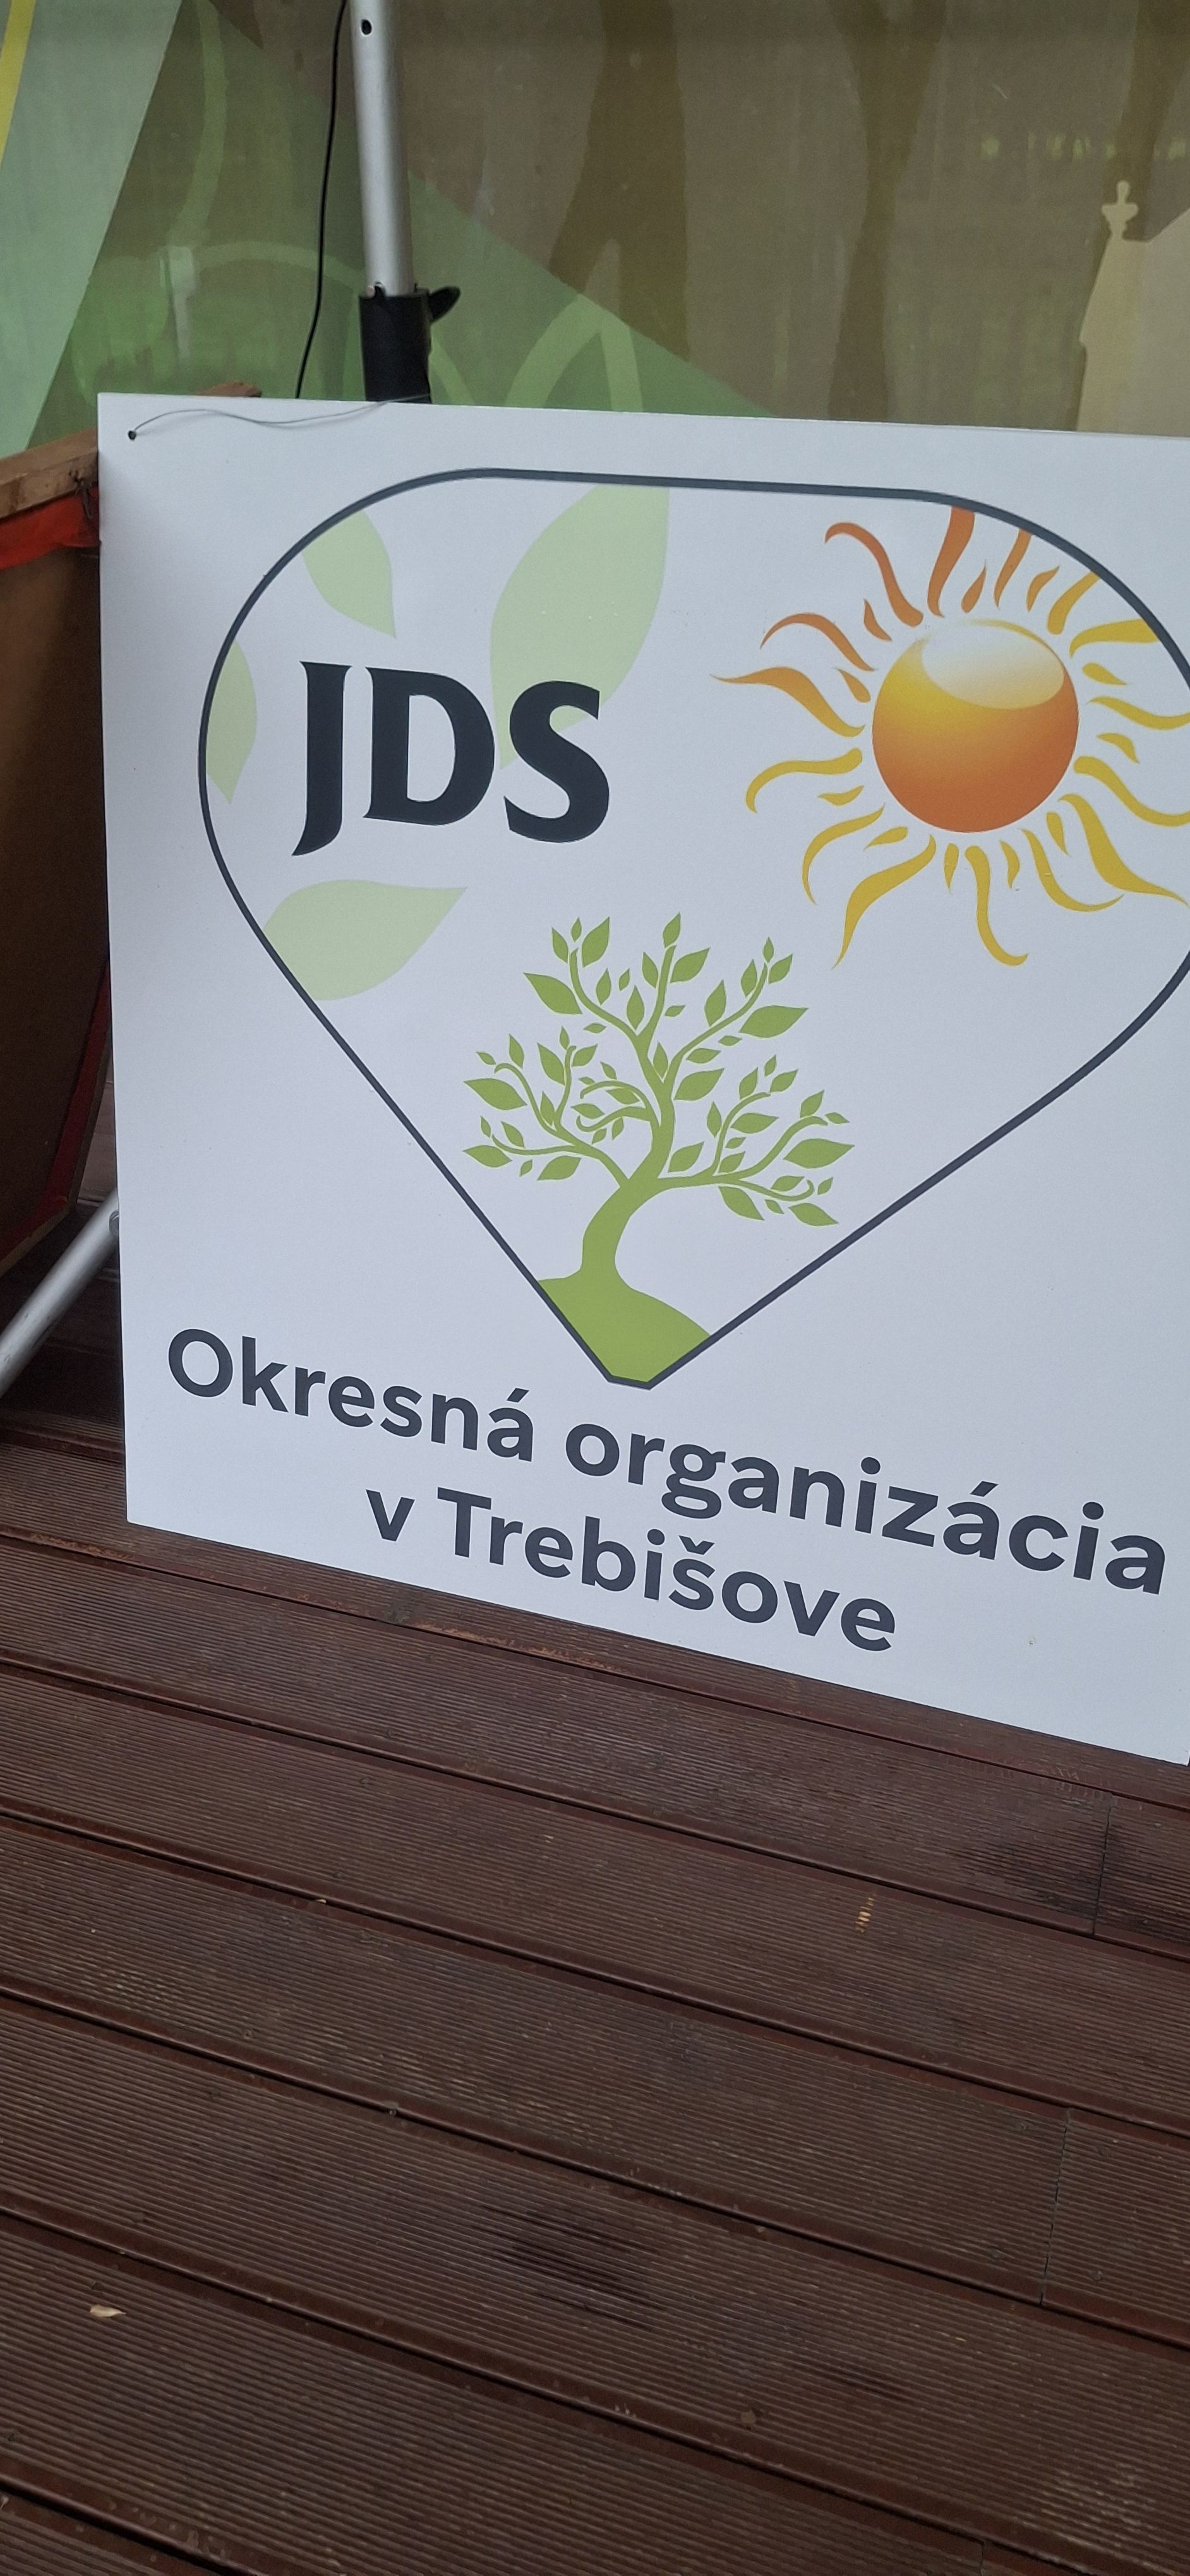 JDS
Okresná organizácia
v Trebišove